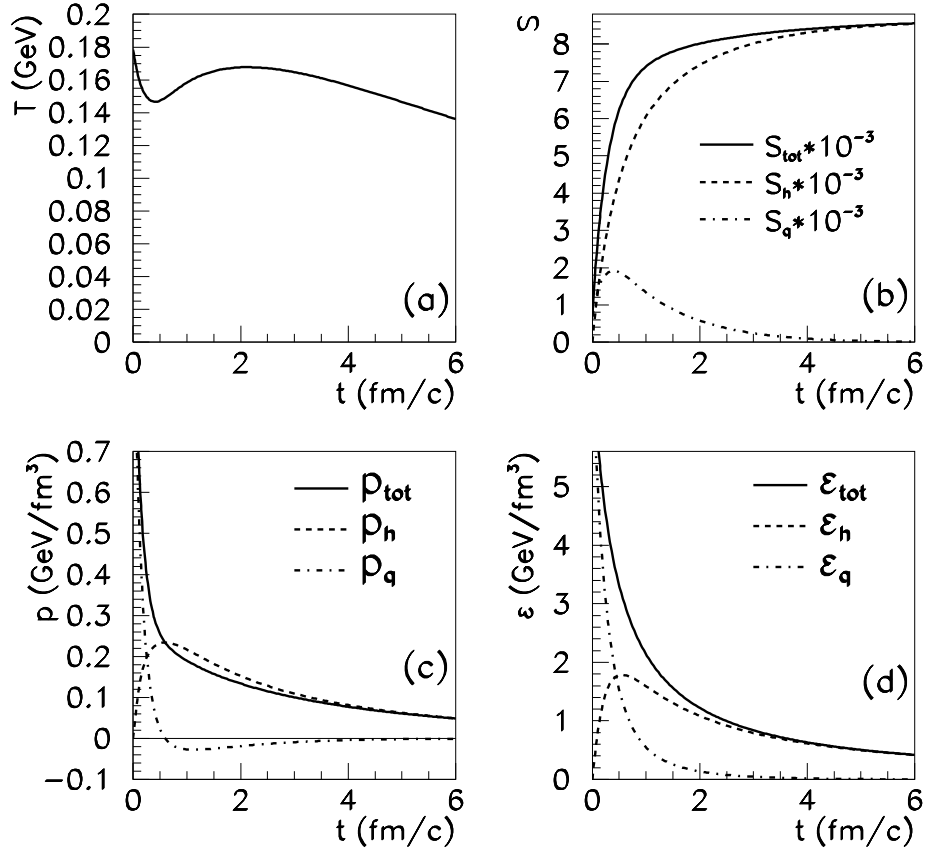 T (GeV)
0.2
0.18
0.16
0.14
0.12
0.1
0.08
0.06
0.04
0.02
0
(a)
0 2 4 6
t (fm/c)
S
8
7
6
5
4
3
2
1
0
S_tot*10^-3
S_h*10^-3
S_q*10^-3
(b)
0 2 4 6
t (fm/c)
p (GeV/fm³)
0.7
0.6
0.5
0.4
0.3
0.2
0.1
0
-0.1
p_tot
p_h
p_q
(c)
0 2 4 6
t (fm/c)
ε (GeV/fm³)
5
4
3
2
1
0
ε_tot
ε_h
ε_q
(d)
0 2 4 6
t (fm/c)